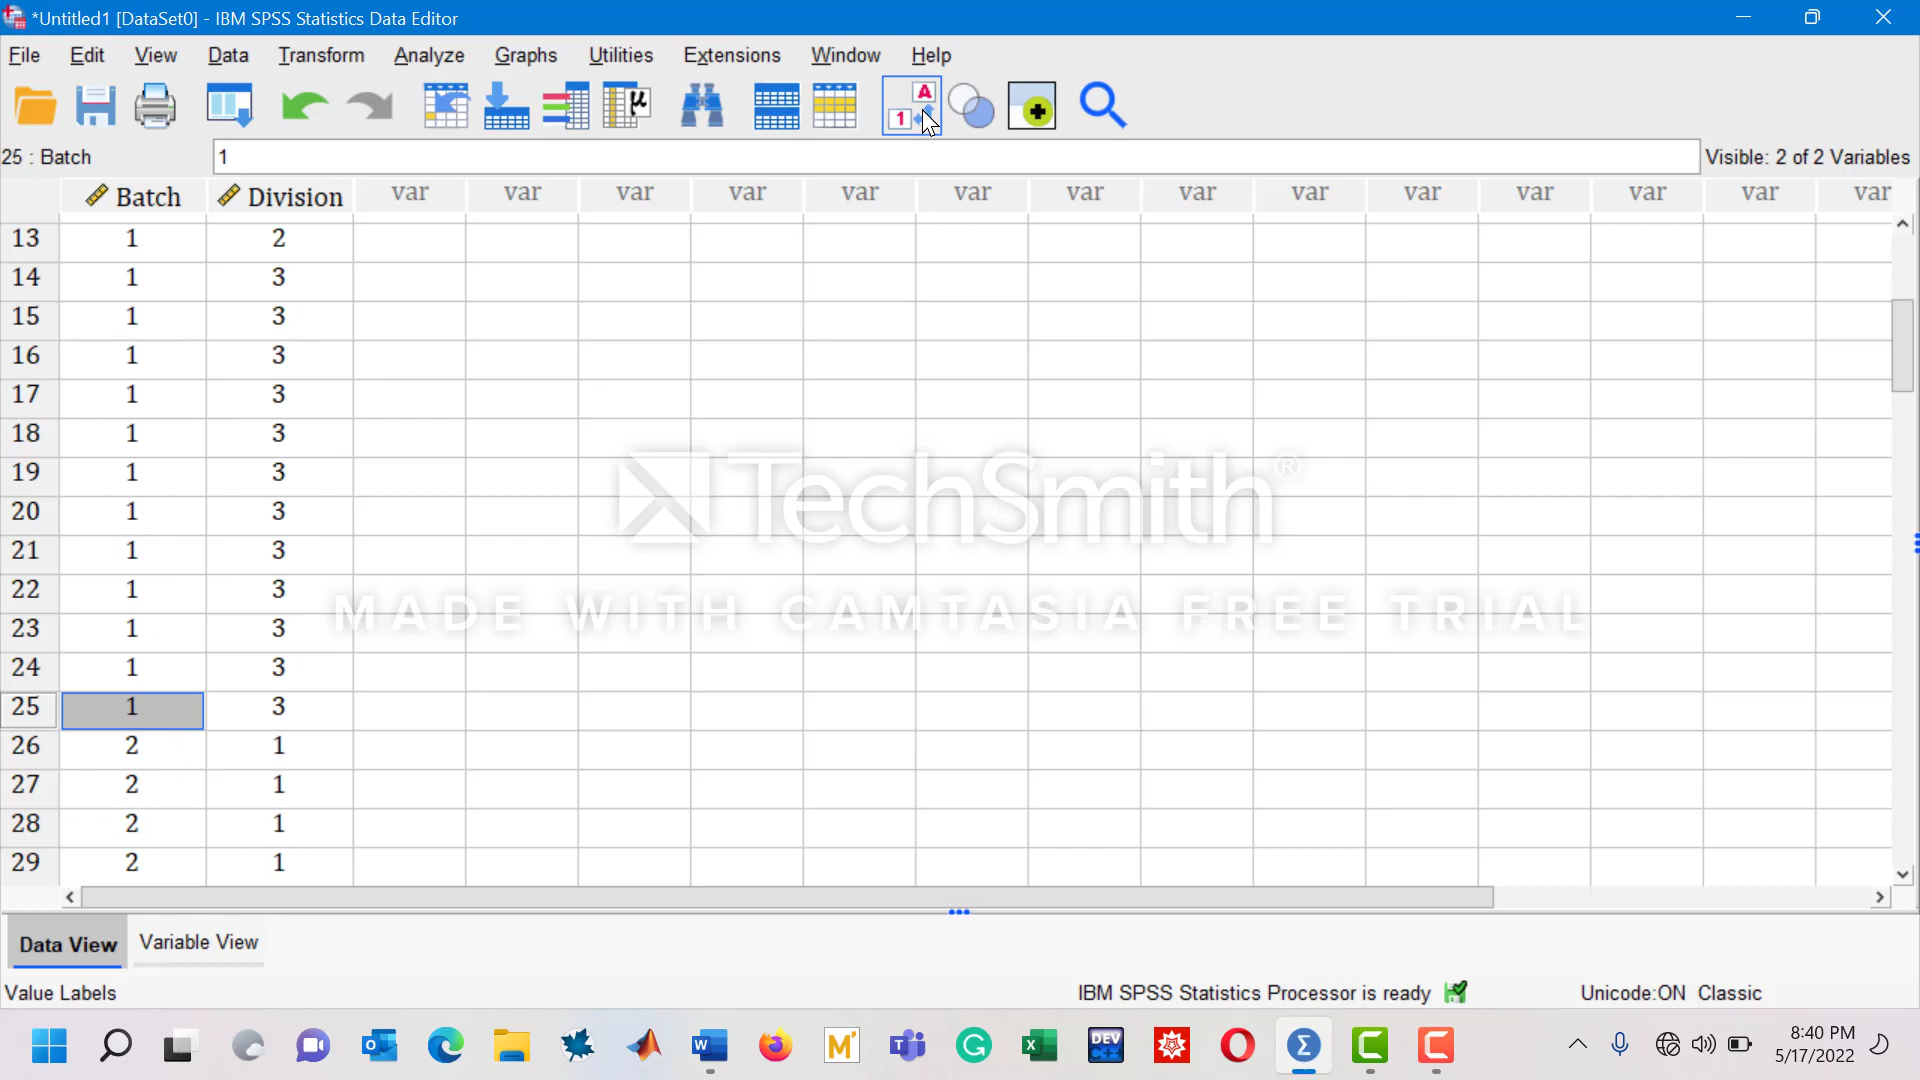 *Untitled1 [DataSet0] - IBM SPSS Statistics Data Editor
File Edit View Data Transform Analyze Graphs Utilities Extensions Window Help
25 : Batch 1 Visible: 2 of 2 Variables
Batch Division var var var var var var var var var var var var var var
13 1 2
14 1 3
15 1 3
16 1 3
17 1 3
18 1 3
19 1 3
20 1 3
21 1 3
22 1 3
23 1 3
24 1 3
25 1 3
26 2 1
27 2 1
28 2 1
29 2 1
TechSmith®
MADE WITH CAMTASIA FREE TRIAL
Data View Variable View
Value Labels IBM SPSS Statistics Processor is ready Unicode:ON Classic
8:40 PM
5/17/2022